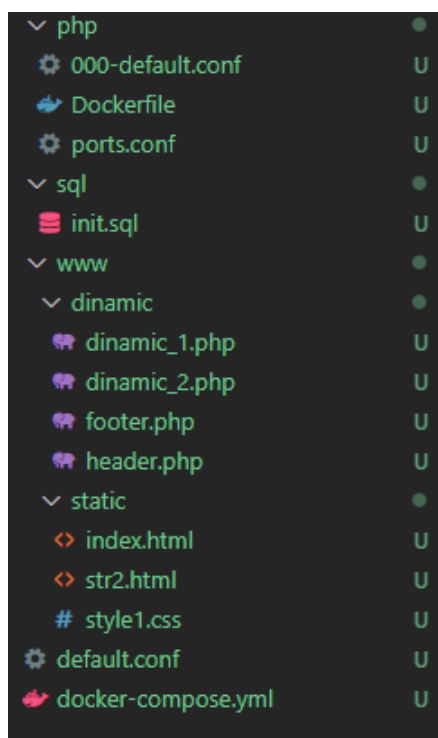 php
000-default.conf U
Dockerfile U
ports.conf U
sql
init.sql U
www
dinamic
dinamic_1.php U
dinamic_2.php U
footer.php U
header.php U
static
index.html U
str2.html U
# style1.css U
default.conf U
docker-compose.yml U